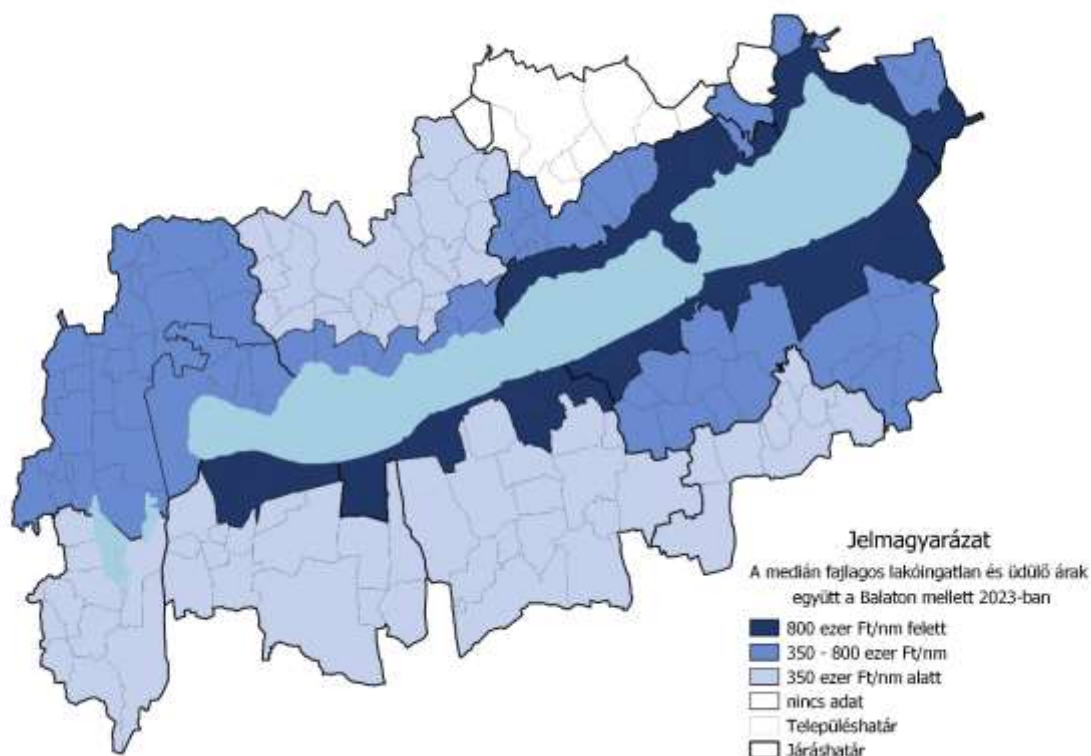 Jelmagyarázat
A medián fajlagos lakóingatlan és üdülő árak
együtt a Balaton mellett 2023-ban
800 ezer Ft/nm felett
350 - 800 ezer Ft/nm
350 ezer Ft/nm alatt
nincs adat
Településhatár
Járáshatár